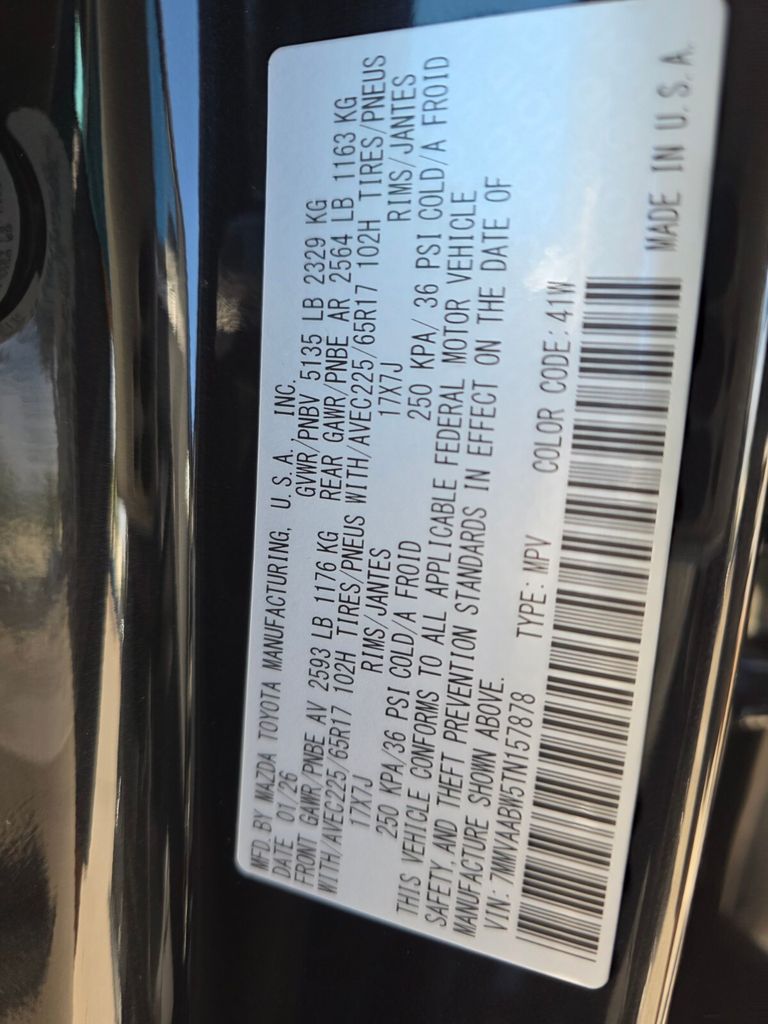 MFD. BY MAZDA TOYOTA MANUFACTURING, U.S.A., INC.
DATE 01/26 GVWR/PNBV 5135 LB 2329 KG
FRONT GAWR/PNBE AV 2593 LB 1176 KG REAR GAWR/PNBE AR 2564 LB 1163 KG
WITH/AVEC225/65R17 102H TIRES/PNEUS WITH/AVEC225/65R17 102H TIRES/PNEUS
17X7J RIMS/JANTES 17X7J RIMS/JANTES
250 KPA/36 PSI COLD/A FROID 250 KPA/ 36 PSI COLD/A FROID
THIS VEHICLE CONFORMS TO ALL APPLICABLE FEDERAL MOTOR VEHICLE
SAFETY, AND THEFT PREVENTION STANDARDS IN EFFECT ON THE DATE OF
MANUFACTURE SHOWN ABOVE.
VIN: 7MMVAABW5TN157878 TYPE: MPV COLOR CODE: 41W
MADE IN U.S.A.